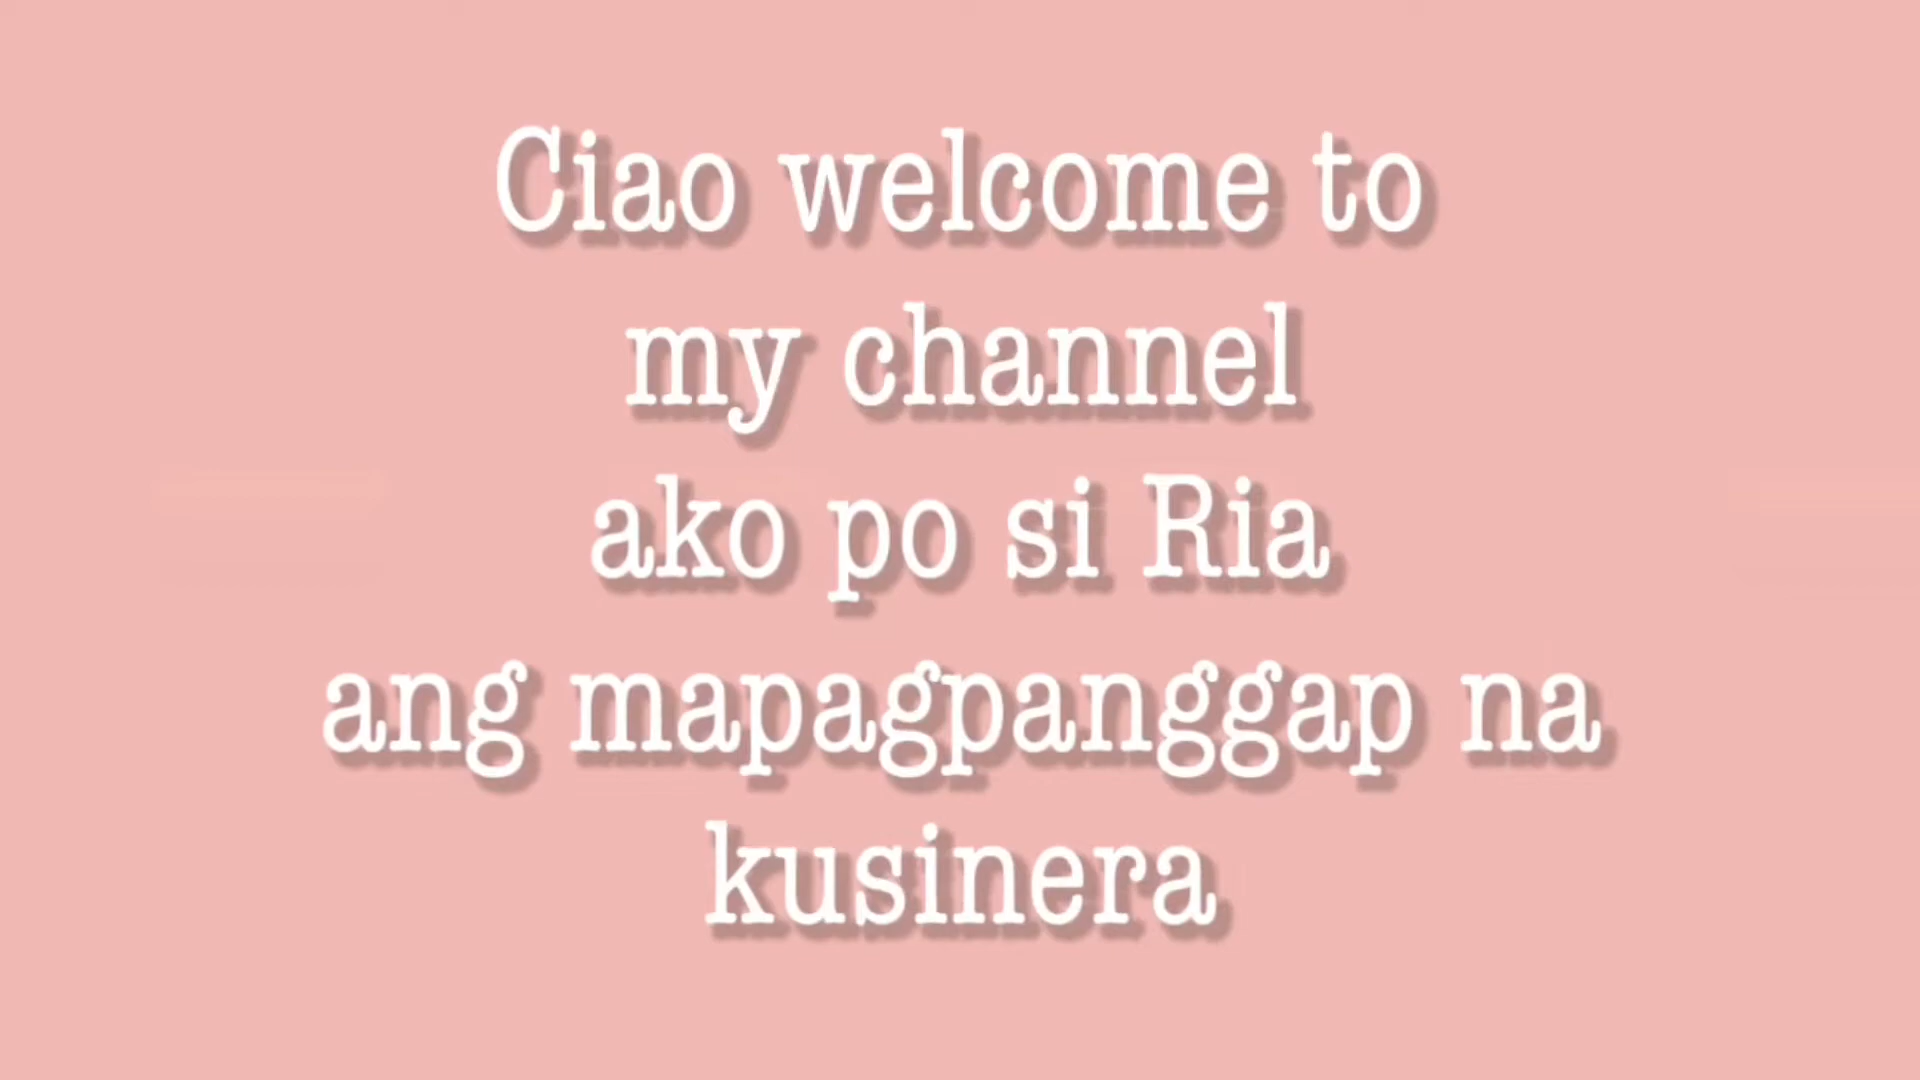 Ciao welcome to
my channel
ako po si Ria
ang mapagpanggap na
kusinera